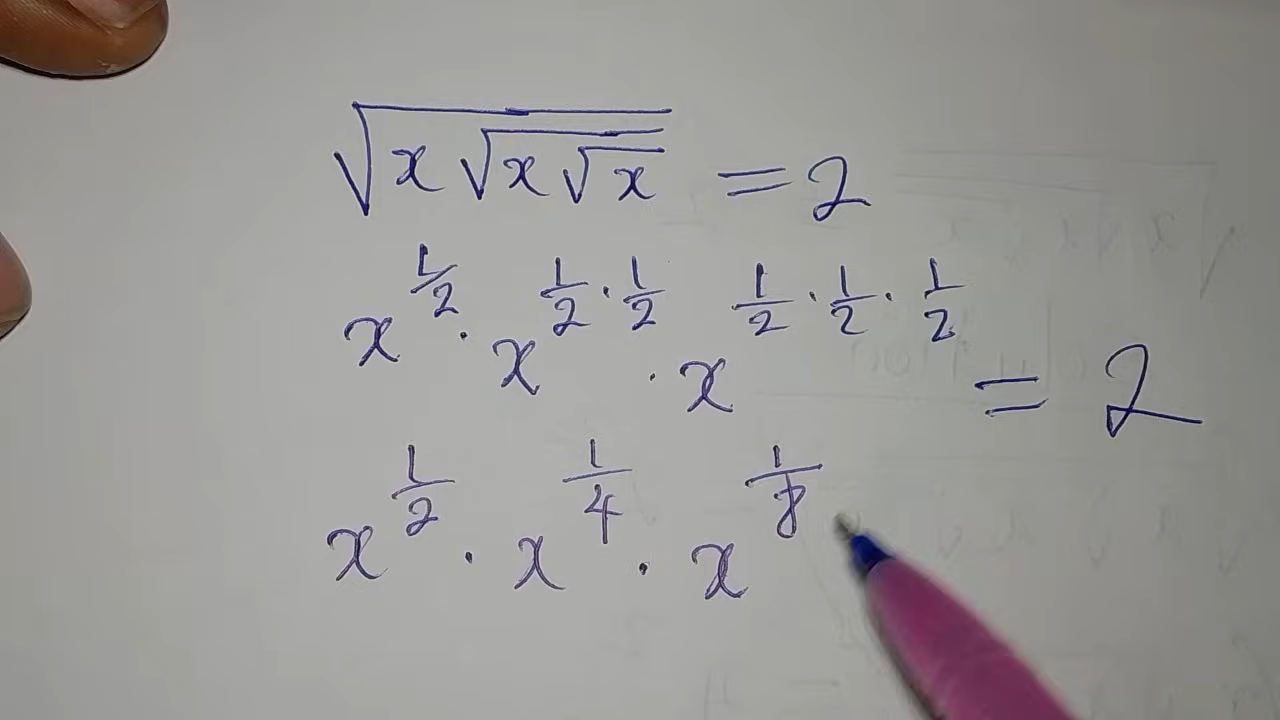 √(x√(x√x)) = 2
x^(1/2) · x^(1/2 · 1/2) · x^(1/2 · 1/2 · 1/2) = 2
x^(1/2) · x^(1/4) · x^(1/8)